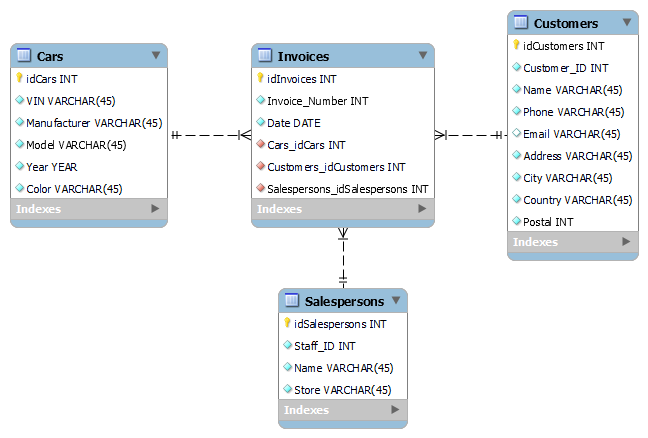 Cars
idCars INT
VIN VARCHAR(45)
Manufacturer VARCHAR(45)
Model VARCHAR(45)
Year YEAR
Color VARCHAR(45)
Indexes
Invoices
idInvoices INT
Invoice_Number INT
Date DATE
Cars_idCars INT
Customers_idCustomers INT
Salespersons_idSalespersons INT
Indexes
Customers
idCustomers INT
Customer_ID INT
Name VARCHAR(45)
Phone VARCHAR(45)
Email VARCHAR(45)
Address VARCHAR(45)
City VARCHAR(45)
Country VARCHAR(45)
Postal INT
Indexes
Salespersons
idSalespersons INT
Staff_ID INT
Name VARCHAR(45)
Store VARCHAR(45)
Indexes